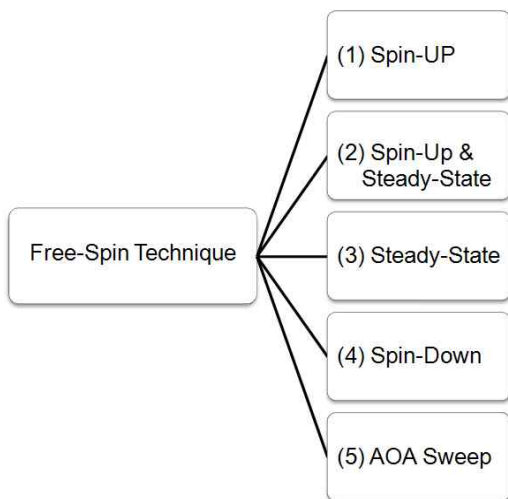 (1) Spin-UP
(2) Spin-Up &
Steady-State
Free-Spin Technique
(3) Steady-State
(4) Spin-Down
(5) AOA Sweep